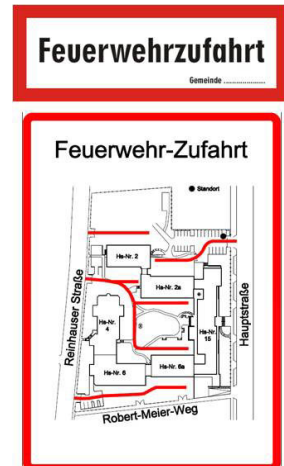 Feuerwehrzufahrt
Gemeinde ....................
Feuerwehr-Zufahrt
Standort
Hs-Nr. 2
Hs-Nr. 2a
Reinhauser Straße
Hs-Nr.
4
Hs-Nr.
15
Hauptstraße
Hs-Nr. 6
Hs-Nr. 6a
Robert-Meier-Weg